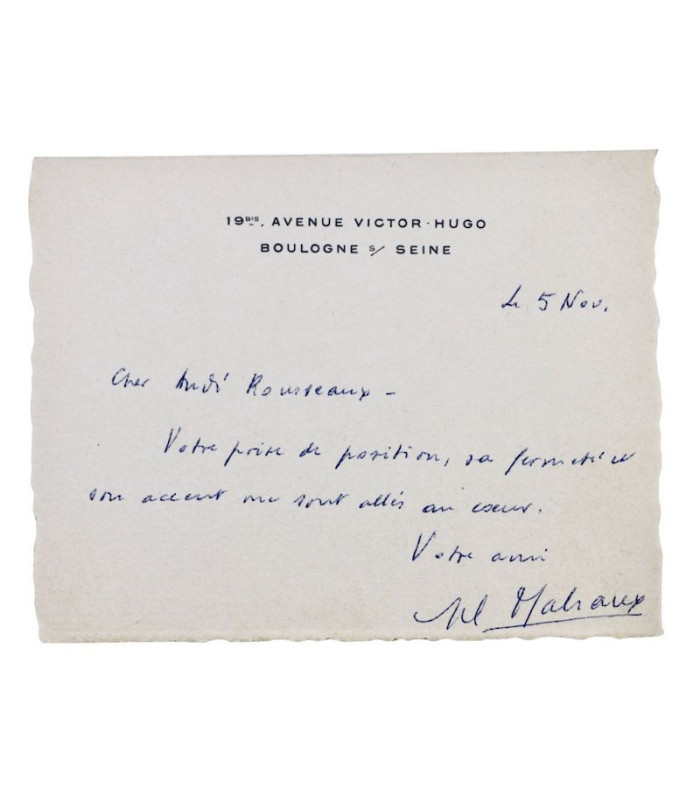 19BIS, AVENUE VICTOR-HUGO
BOULOGNE S/ SEINE
Le 5 Nov.
Cher André Rousseaux –
Votre prise de position, sa fermeté et
son accent me sont allés au cœur.
Votre ami
Malraux